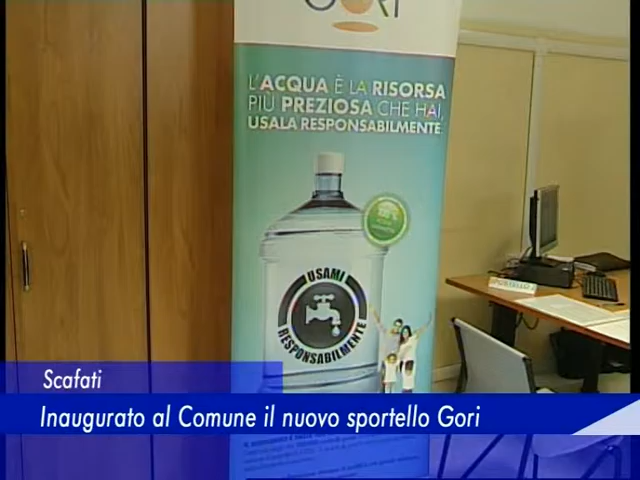 GORI
L'ACQUA È LA RISORSA
PIÙ PREZIOSA CHE HAI,
USALA RESPONSABILMENTE.
USAMI
RESPONSABILMENTE
Scafati
Inaugurato al Comune il nuovo sportello Gori